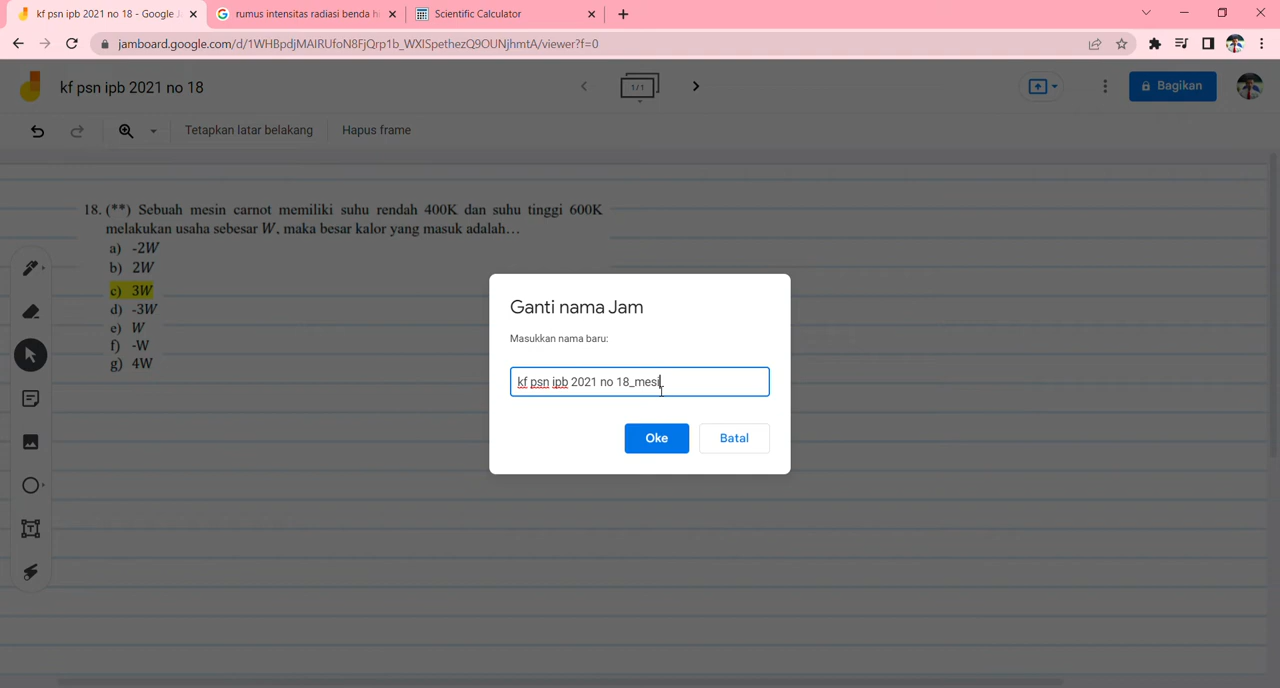 kf psn ipb 2021 no 18 - Google J
rumus intensitas radiasi benda hi
Scientific Calculator
jamboard.google.com/d/1WHBpdjMAIRUfoN8FjQrp1b_WXISpethezQ9OUNjhmtA/viewer?f=0
kf psn ipb 2021 no 18
1/1
Bagikan
Tetapkan latar belakang
Hapus frame
18. (**) Sebuah mesin carnot memiliki suhu rendah 400K dan suhu tinggi 600K
melakukan usaha sebesar W, maka besar kalor yang masuk adalah…
a) -2W
b) 2W
c) 3W
d) -3W
e) W
f) -W
g) 4W
Ganti nama Jam
Masukkan nama baru:
kf psn ipb 2021 no 18_mesi
Oke
Batal